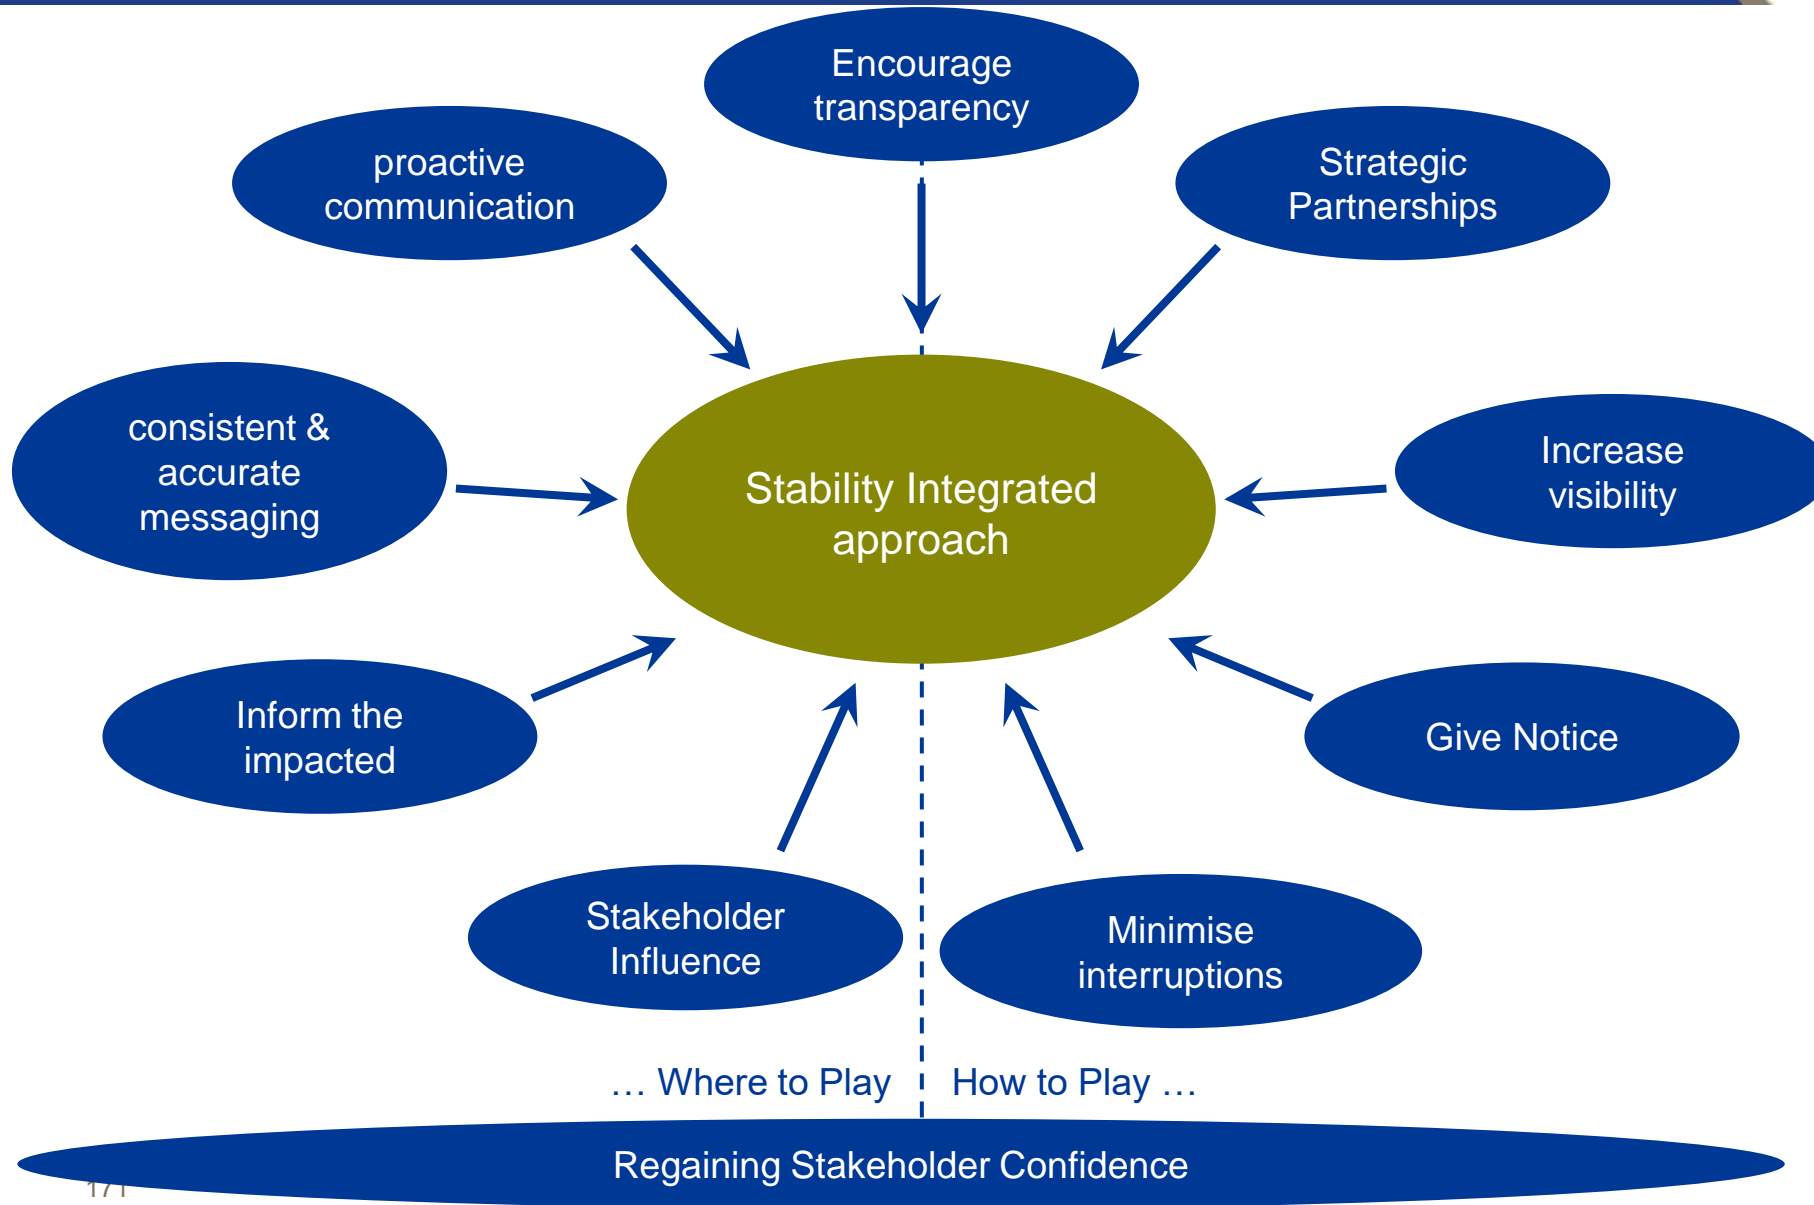 Encourage
transparency
proactive
communication
Strategic
Partnerships
consistent &
accurate
messaging
Stability Integrated
approach
Increase
visibility
Inform the
impacted
Give Notice
Stakeholder
Influence
Minimise
interruptions
… Where to Play
How to Play …
Regaining Stakeholder Confidence